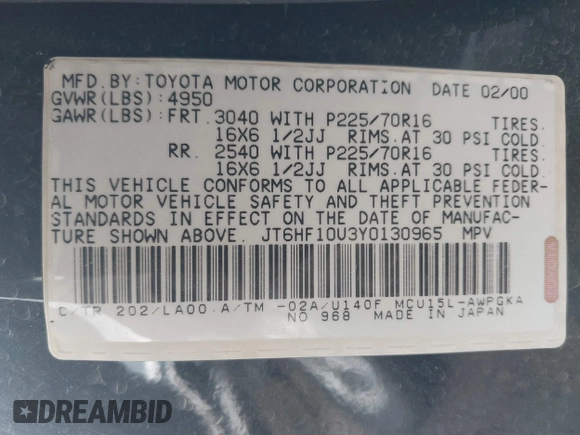 MFD.BY:TOYOTA MOTOR CORPORATION DATE 02/00
GVWR(LBS):4950
GAWR(LBS):FRT.3040 WITH P225/70R16 TIRES.
16X6 1/2JJ RIMS.AT 30 PSI COLD.
RR. 2540 WITH P225/70R16 TIRES.
16X6 1/2JJ RIMS.AT 30 PSI COLD.
THIS VEHICLE CONFORMS TO ALL APPLICABLE FEDER-
AL MOTOR VEHICLE SAFETY AND THEFT PREVENTION
STANDARDS IN EFFECT ON THE DATE OF MANUFAC-
TURE SHOWN ABOVE. JT6HF10U3Y0130965 MPV
C/TR 202/LA00 A/TM -02A/U140F MCU15L-AWPGKA
NO 968 MADE IN JAPAN
DREAMBID